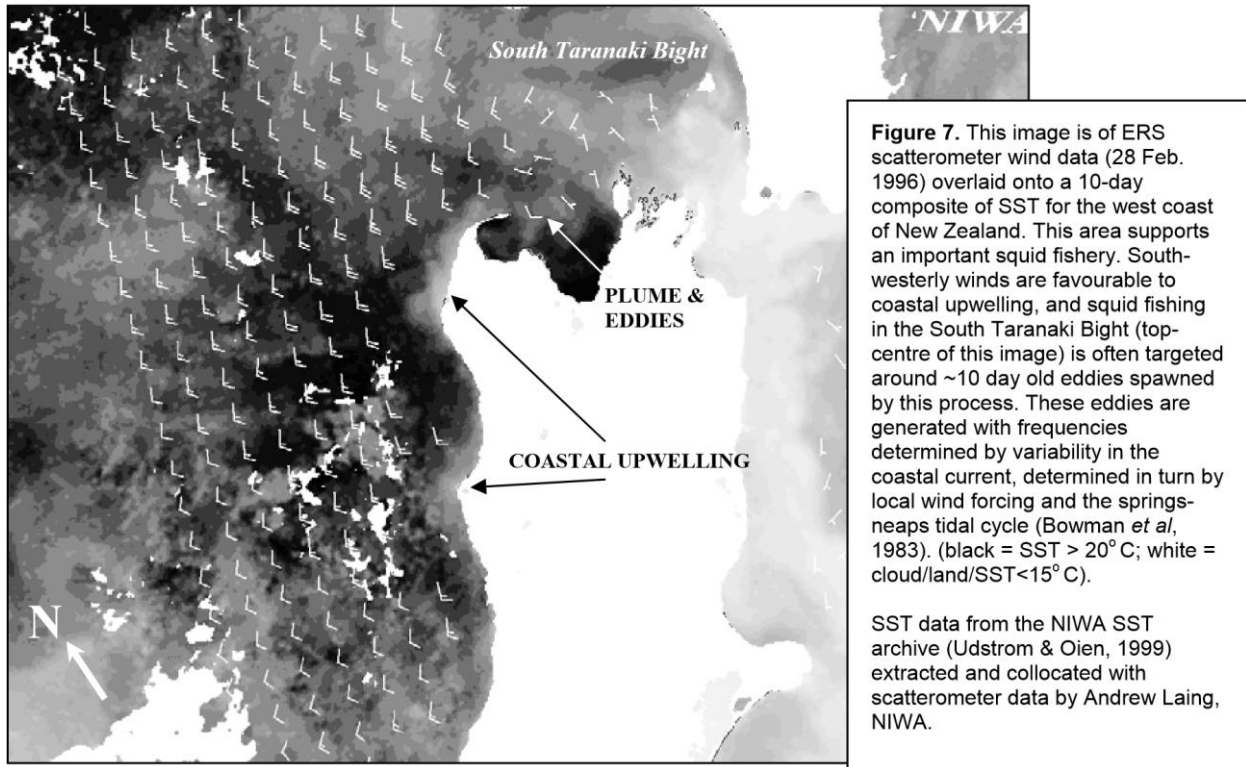 South Taranaki Bight
'NIWA
PLUME &
EDDIES
COASTAL UPWELLING
N
Figure 7. This image is of ERS
scatterometer wind data (28 Feb.
1996) overlaid onto a 10-day
composite of SST for the west coast
of New Zealand. This area supports
an important squid fishery. South-
westerly winds are favourable to
coastal upwelling, and squid fishing
in the South Taranaki Bight (top-
centre of this image) is often targeted
around ~10 day old eddies spawned
by this process. These eddies are
generated with frequencies
determined by variability in the
coastal current, determined in turn by
local wind forcing and the springs-
neaps tidal cycle (Bowman et al,
1983). (black = SST > 20° C; white =
cloud/land/SST<15° C).
SST data from the NIWA SST
archive (Udstrom & Oien, 1999)
extracted and collocated with
scatterometer data by Andrew Laing,
NIWA.